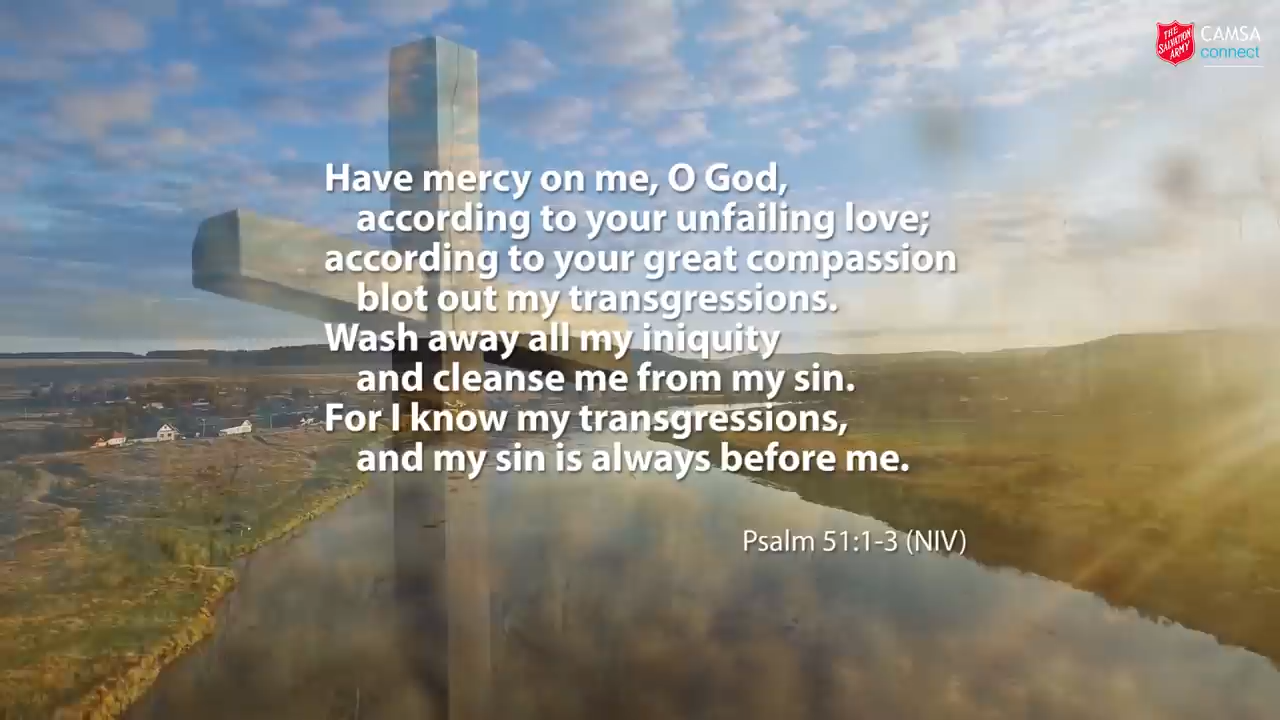 THE
SALVATION
ARMY
CAMSA
connect
Have mercy on me, O God,
according to your unfailing love;
according to your great compassion
blot out my transgressions.
Wash away all my iniquity
and cleanse me from my sin.
For I know my transgressions,
and my sin is always before me.
Psalm 51:1-3 (NIV)